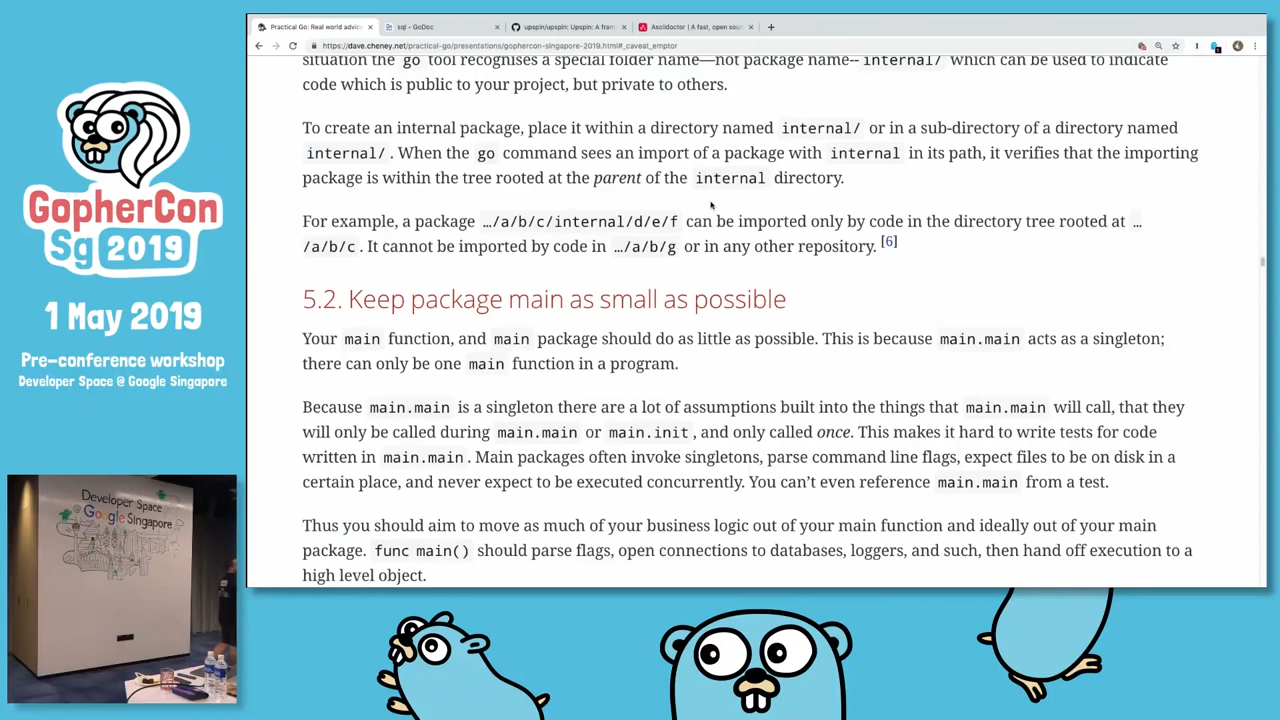 Practical Go: Real world advic
sql - GoDoc
upspin/upspin: Upspin: A fram
Asciidoctor | A fast, open sou
https://dave.cheney.net/practical-go/presentations/gophercon-singapore-2019.html#_caveat_emptor
situation the go tool recognises a special folder name—not package name-- internal/ which can be used to indicate
code which is public to your project, but private to others.
To create an internal package, place it within a directory named internal/ or in a sub-directory of a directory named
internal/ . When the go command sees an import of a package with internal in its path, it verifies that the importing
package is within the tree rooted at the parent of the internal directory.
For example, a package …/a/b/c/internal/d/e/f can be imported only by code in the directory tree rooted at …
/a/b/c . It cannot be imported by code in …/a/b/g or in any other repository. [6]
5.2. Keep package main as small as possible
Your main function, and main package should do as little as possible. This is because main.main acts as a singleton;
there can only be one main function in a program.
Because main.main is a singleton there are a lot of assumptions built into the things that main.main will call, that they
will only be called during main.main or main.init , and only called once. This makes it hard to write tests for code
written in main.main . Main packages often invoke singletons, parse command line flags, expect files to be on disk in a
certain place, and never expect to be executed concurrently. You can’t even reference main.main from a test.
Thus you should aim to move as much of your business logic out of your main function and ideally out of your main
package. func main() should parse flags, open connections to databases, loggers, and such, then hand off execution to a
high level object.
GopherCon
Sg 2019
1 May 2019
Pre-conference workshop
Developer Space @ Google Singapore
Developer Space
@ Google Singapore